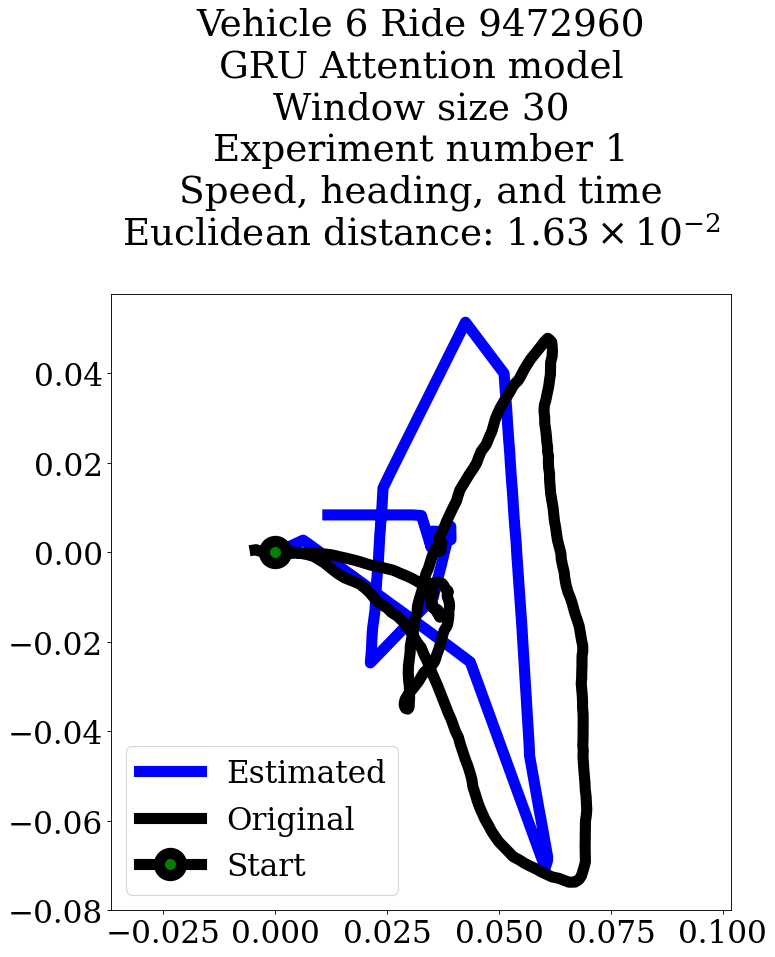 Vehicle 6 Ride 9472960
GRU Attention model
Window size 30
Experiment number 1
Speed, heading, and time
Euclidean distance: 1.63 × 10⁻²
0.04
0.02
0.00
−0.02
−0.04
−0.06
−0.08
Estimated
Original
Start
−0.025 0.000 0.025 0.050 0.075 0.100